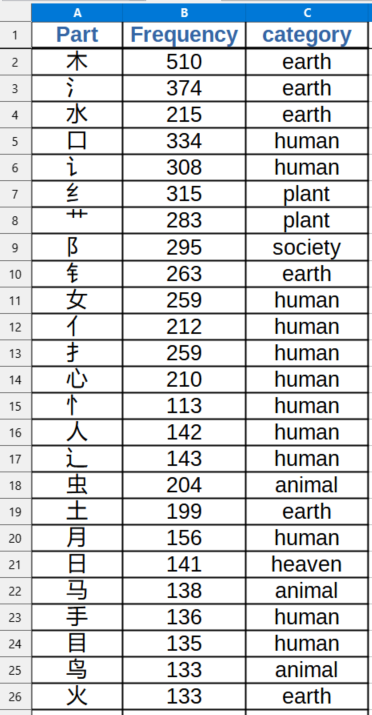 A B C
1 Part Frequency category
2 木 510 earth
3 氵 374 earth
4 水 215 earth
5 口 334 human
6 讠 308 human
7 纟 315 plant
8 艹 283 plant
9 阝 295 society
10 钅 263 earth
11 女 259 human
12 亻 212 human
13 扌 259 human
14 心 210 human
15 忄 113 human
16 人 142 human
17 辶 143 human
18 虫 204 animal
19 土 199 earth
20 月 156 human
21 日 141 heaven
22 马 138 animal
23 手 136 human
24 目 135 human
25 鸟 133 animal
26 火 133 earth